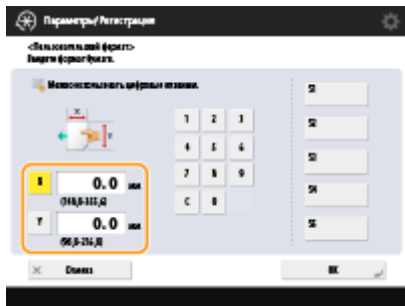 Параметры/Регистрация
<Пользовательский формат>
Введите формат бумаги.
Можно использовать цифровые клавиши.
X
Y
1 2 3
4 5 6
7 8 9
C 0
X 0.0 мм
Y 0.0 мм
S1
S2
S3
S4
S5
Отмена
OK